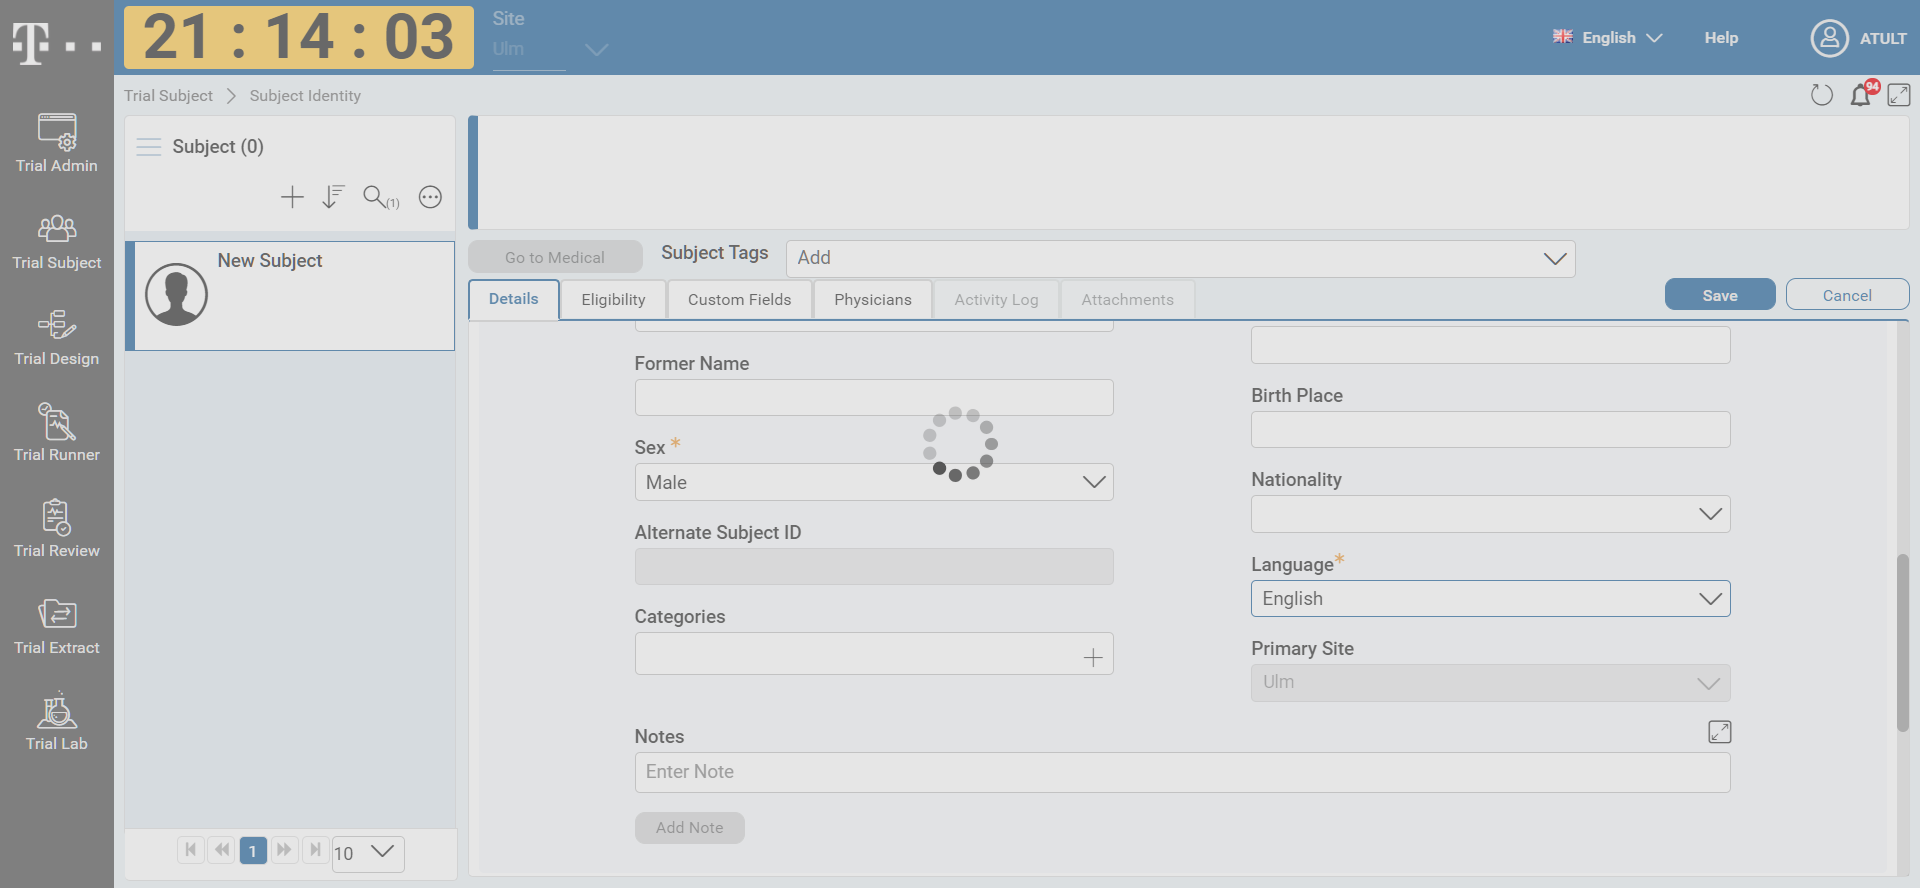 T
21 : 14 : 03
Site
Ulm
English
Help
ATULT
Trial Subject
Subject Identity
94
Trial Admin
Trial Subject
Trial Design
Trial Runner
Trial Review
Trial Extract
Trial Lab
Subject (0)
(1)
New Subject
1
10
Go to Medical
Subject Tags
Add
Details
Eligibility
Custom Fields
Physicians
Activity Log
Attachments
Save
Cancel
Former Name
Sex *
Male
Alternate Subject ID
Categories
Birth Place
Nationality
Language*
English
Primary Site
Ulm
Notes
Enter Note
Add Note